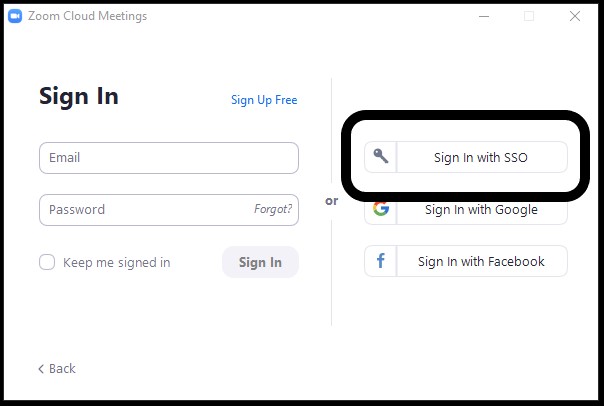 Zoom Cloud Meetings
Sign In
Sign Up Free
Email
Password
Forgot?
Keep me signed in
Sign In
or
Sign In with SSO
Sign In with Google
Sign In with Facebook
Back